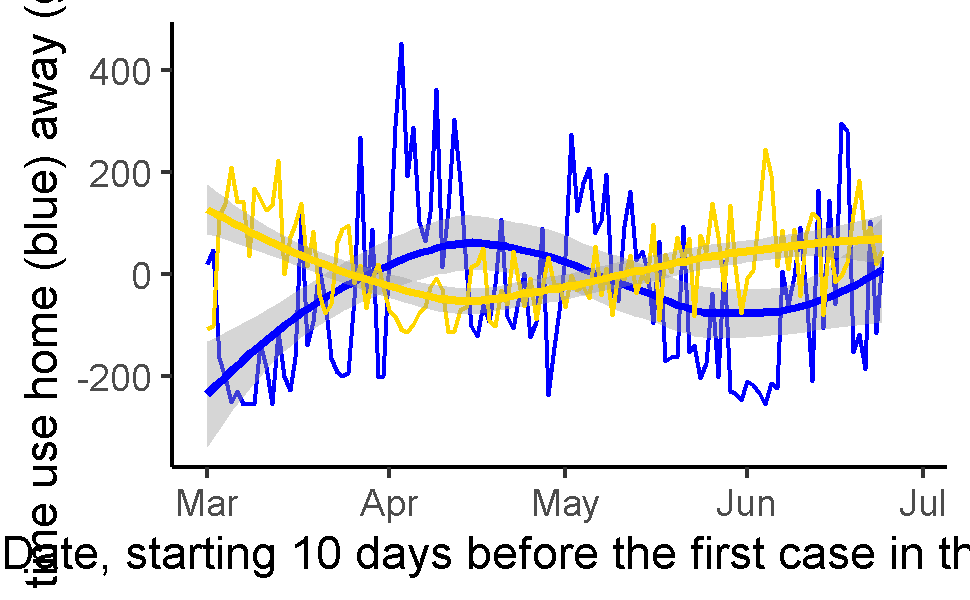 time use home (blue) away (
400
200
0
-200
Mar Apr May Jun Jul
Date, starting 10 days before the first case in th